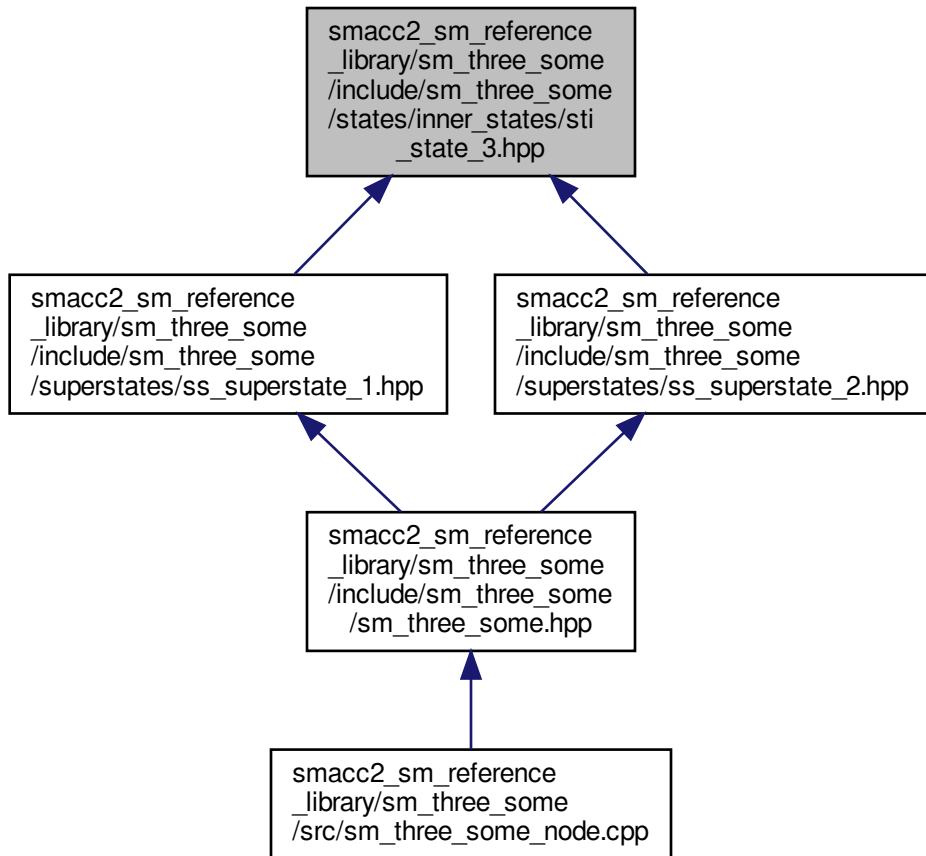 smacc2_sm_reference
_library/sm_three_some
/include/sm_three_some
/states/inner_states/sti
_state_3.hpp
smacc2_sm_reference
_library/sm_three_some
/include/sm_three_some
/superstates/ss_superstate_1.hpp
smacc2_sm_reference
_library/sm_three_some
/include/sm_three_some
/superstates/ss_superstate_2.hpp
smacc2_sm_reference
_library/sm_three_some
/include/sm_three_some
/sm_three_some.hpp
smacc2_sm_reference
_library/sm_three_some
/src/sm_three_some_node.cpp